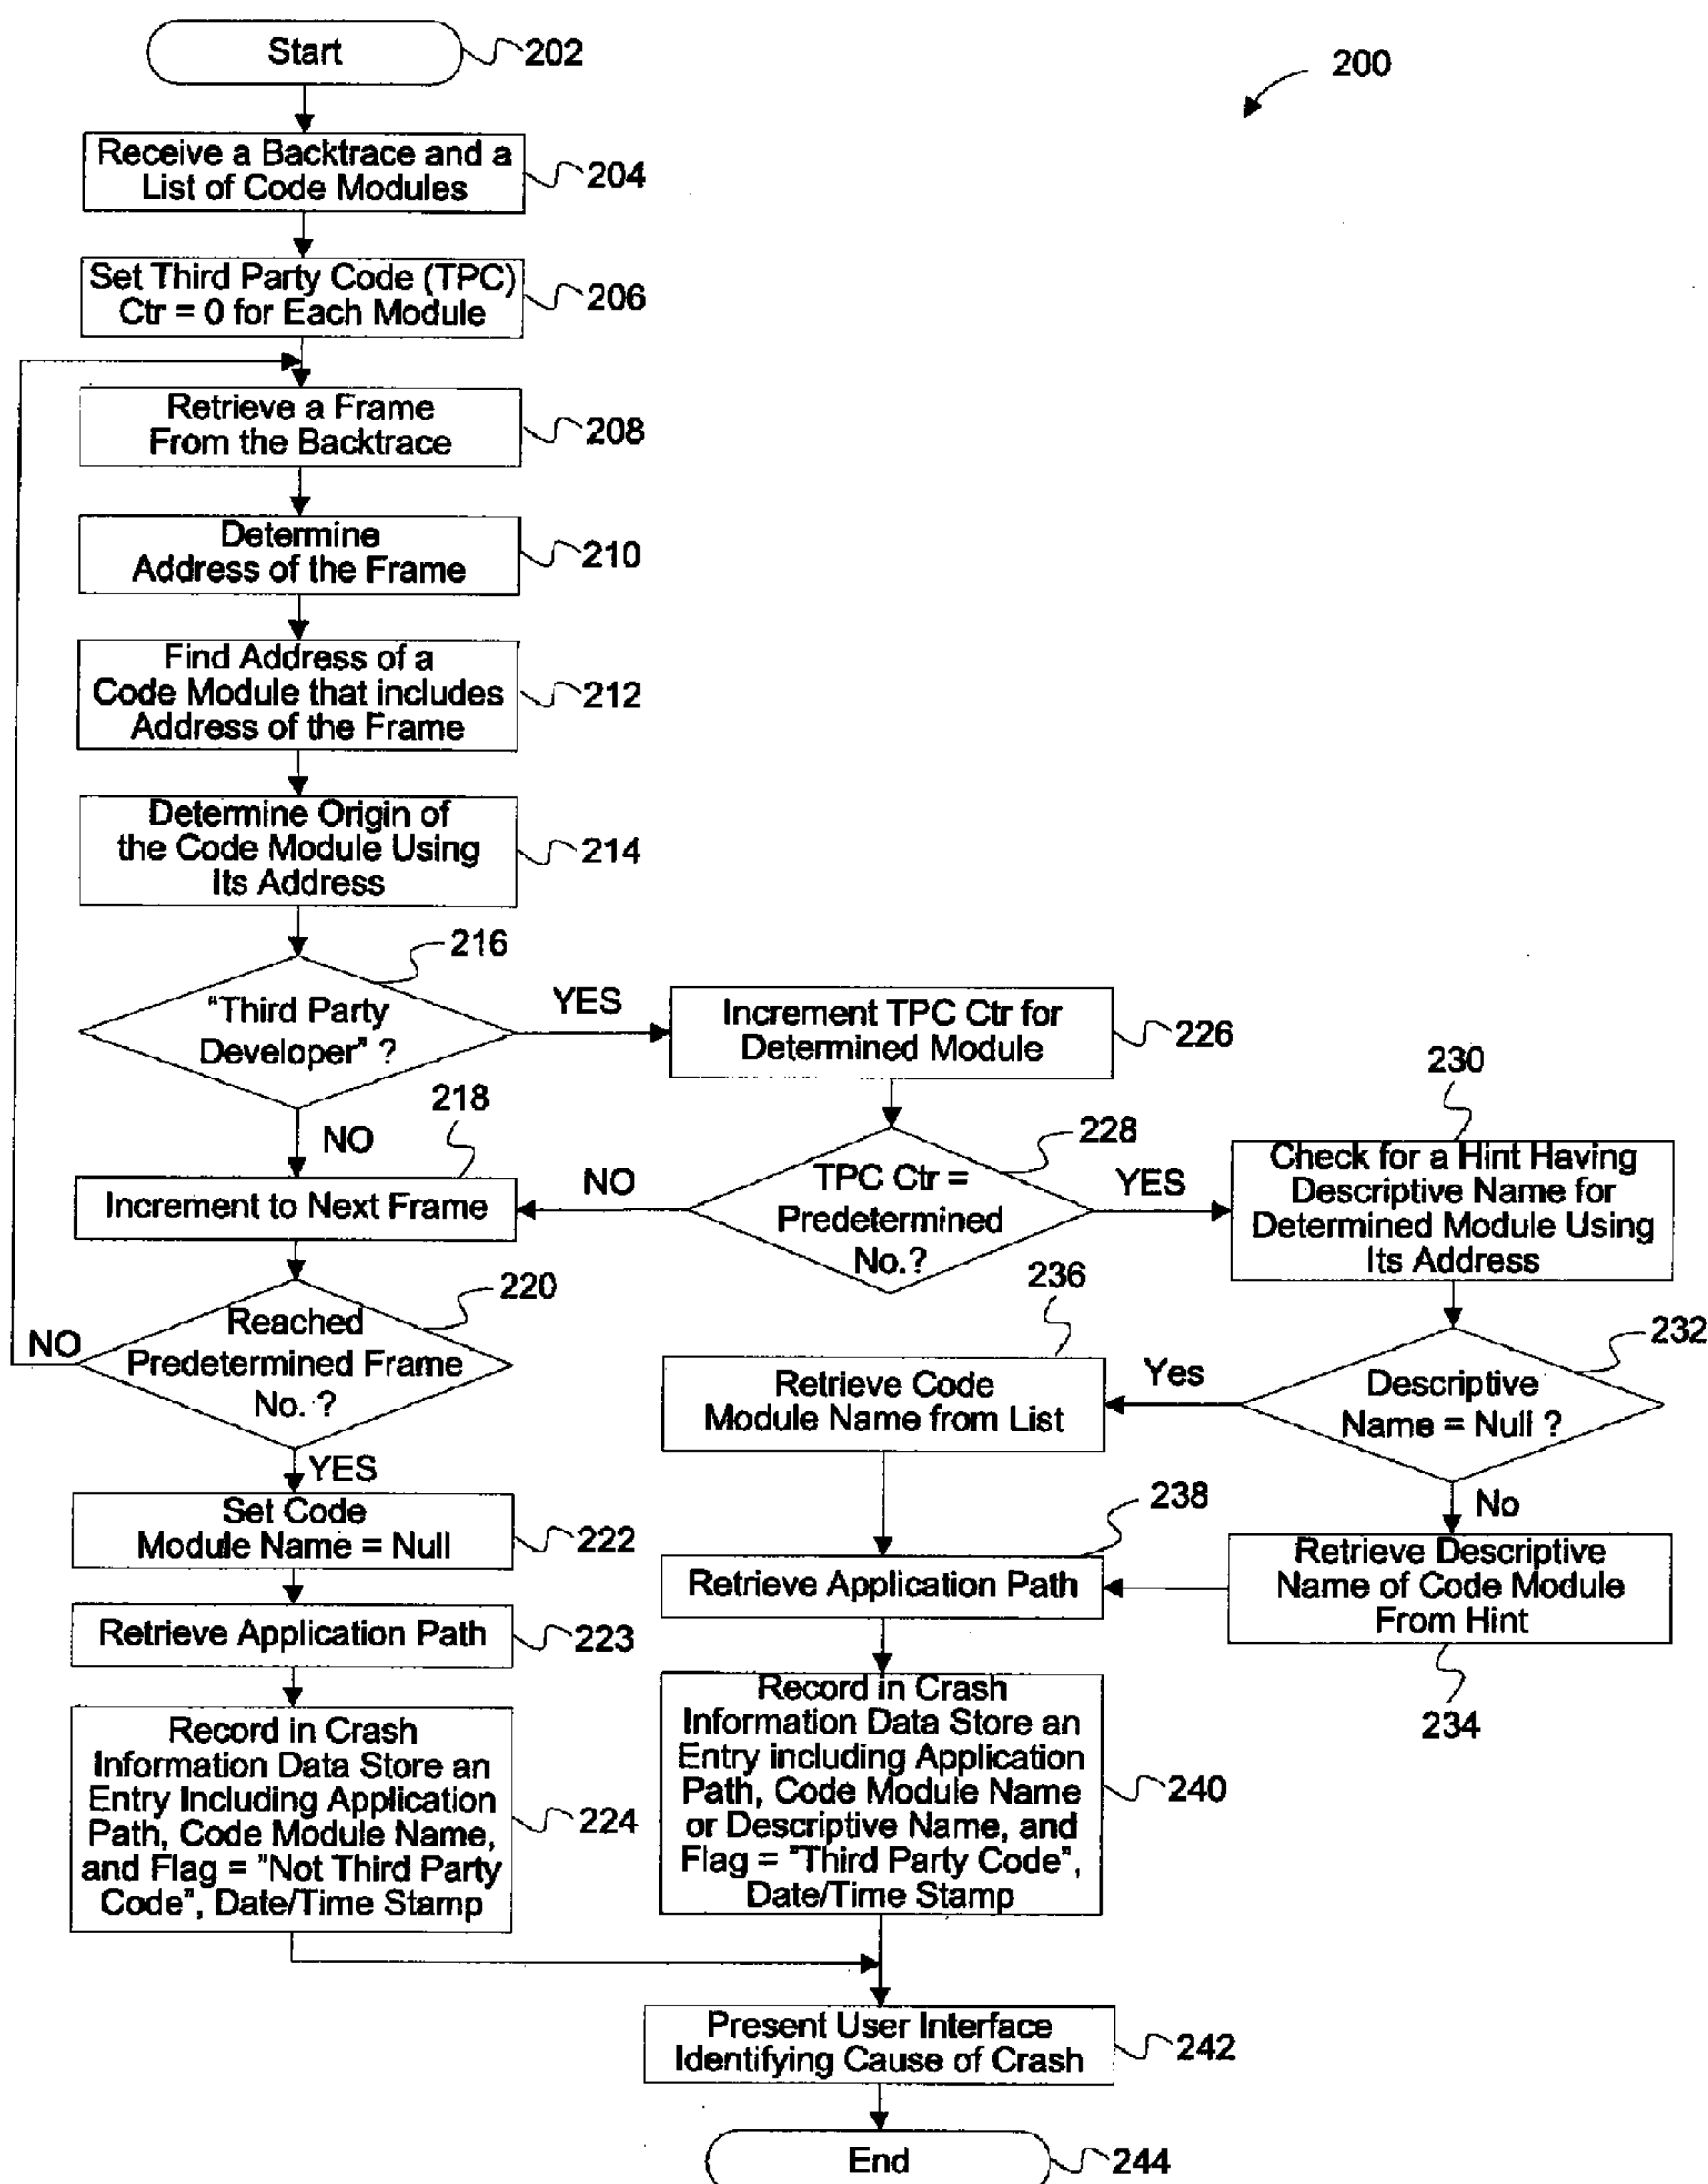 Start
202
200
Receive a Backtrace and a
List of Code Modules
204
Set Third Party Code (TPC)
Ctr = 0 for Each Module
206
Retrieve a Frame
From the Backtrace
208
Determine
Address of the Frame
210
Find Address of a
Code Module that includes
Address of the Frame
212
Determine Origin of
the Code Module Using
Its Address
214
216
"Third Party
Developer" ?
YES
NO
Increment TPC Ctr for
Determined Module
226
218
Increment to Next Frame
228
TPC Ctr =
Predetermined
No.?
NO
YES
230
Check for a Hint Having
Descriptive Name for
Determined Module Using
Its Address
220
Reached
Predetermined Frame
No. ?
NO
YES
232
Descriptive
Name = Null ?
Yes
No
236
Retrieve Code
Module Name from List
Set Code
Module Name = Null
222
238
Retrieve Application Path
Retrieve Descriptive
Name of Code Module
From Hint
234
Retrieve Application Path
223
Record in Crash
Information Data Store an
Entry Including Application
Path, Code Module Name,
and Flag = "Not Third Party
Code", Date/Time Stamp
224
Record in Crash
Information Data Store an
Entry including Application
Path, Code Module Name
or Descriptive Name, and
Flag = "Third Party Code",
Date/Time Stamp
240
Present User Interface
Identifying Cause of Crash
242
End
244